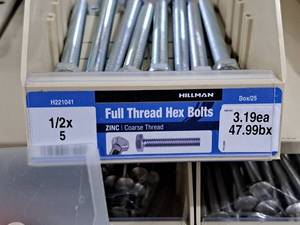 HILLMAN
H221041
Full Thread Hex Bolts
Box/25
1/2x
5
ZINC | Coarse Thread
3.19ea
47.99bx